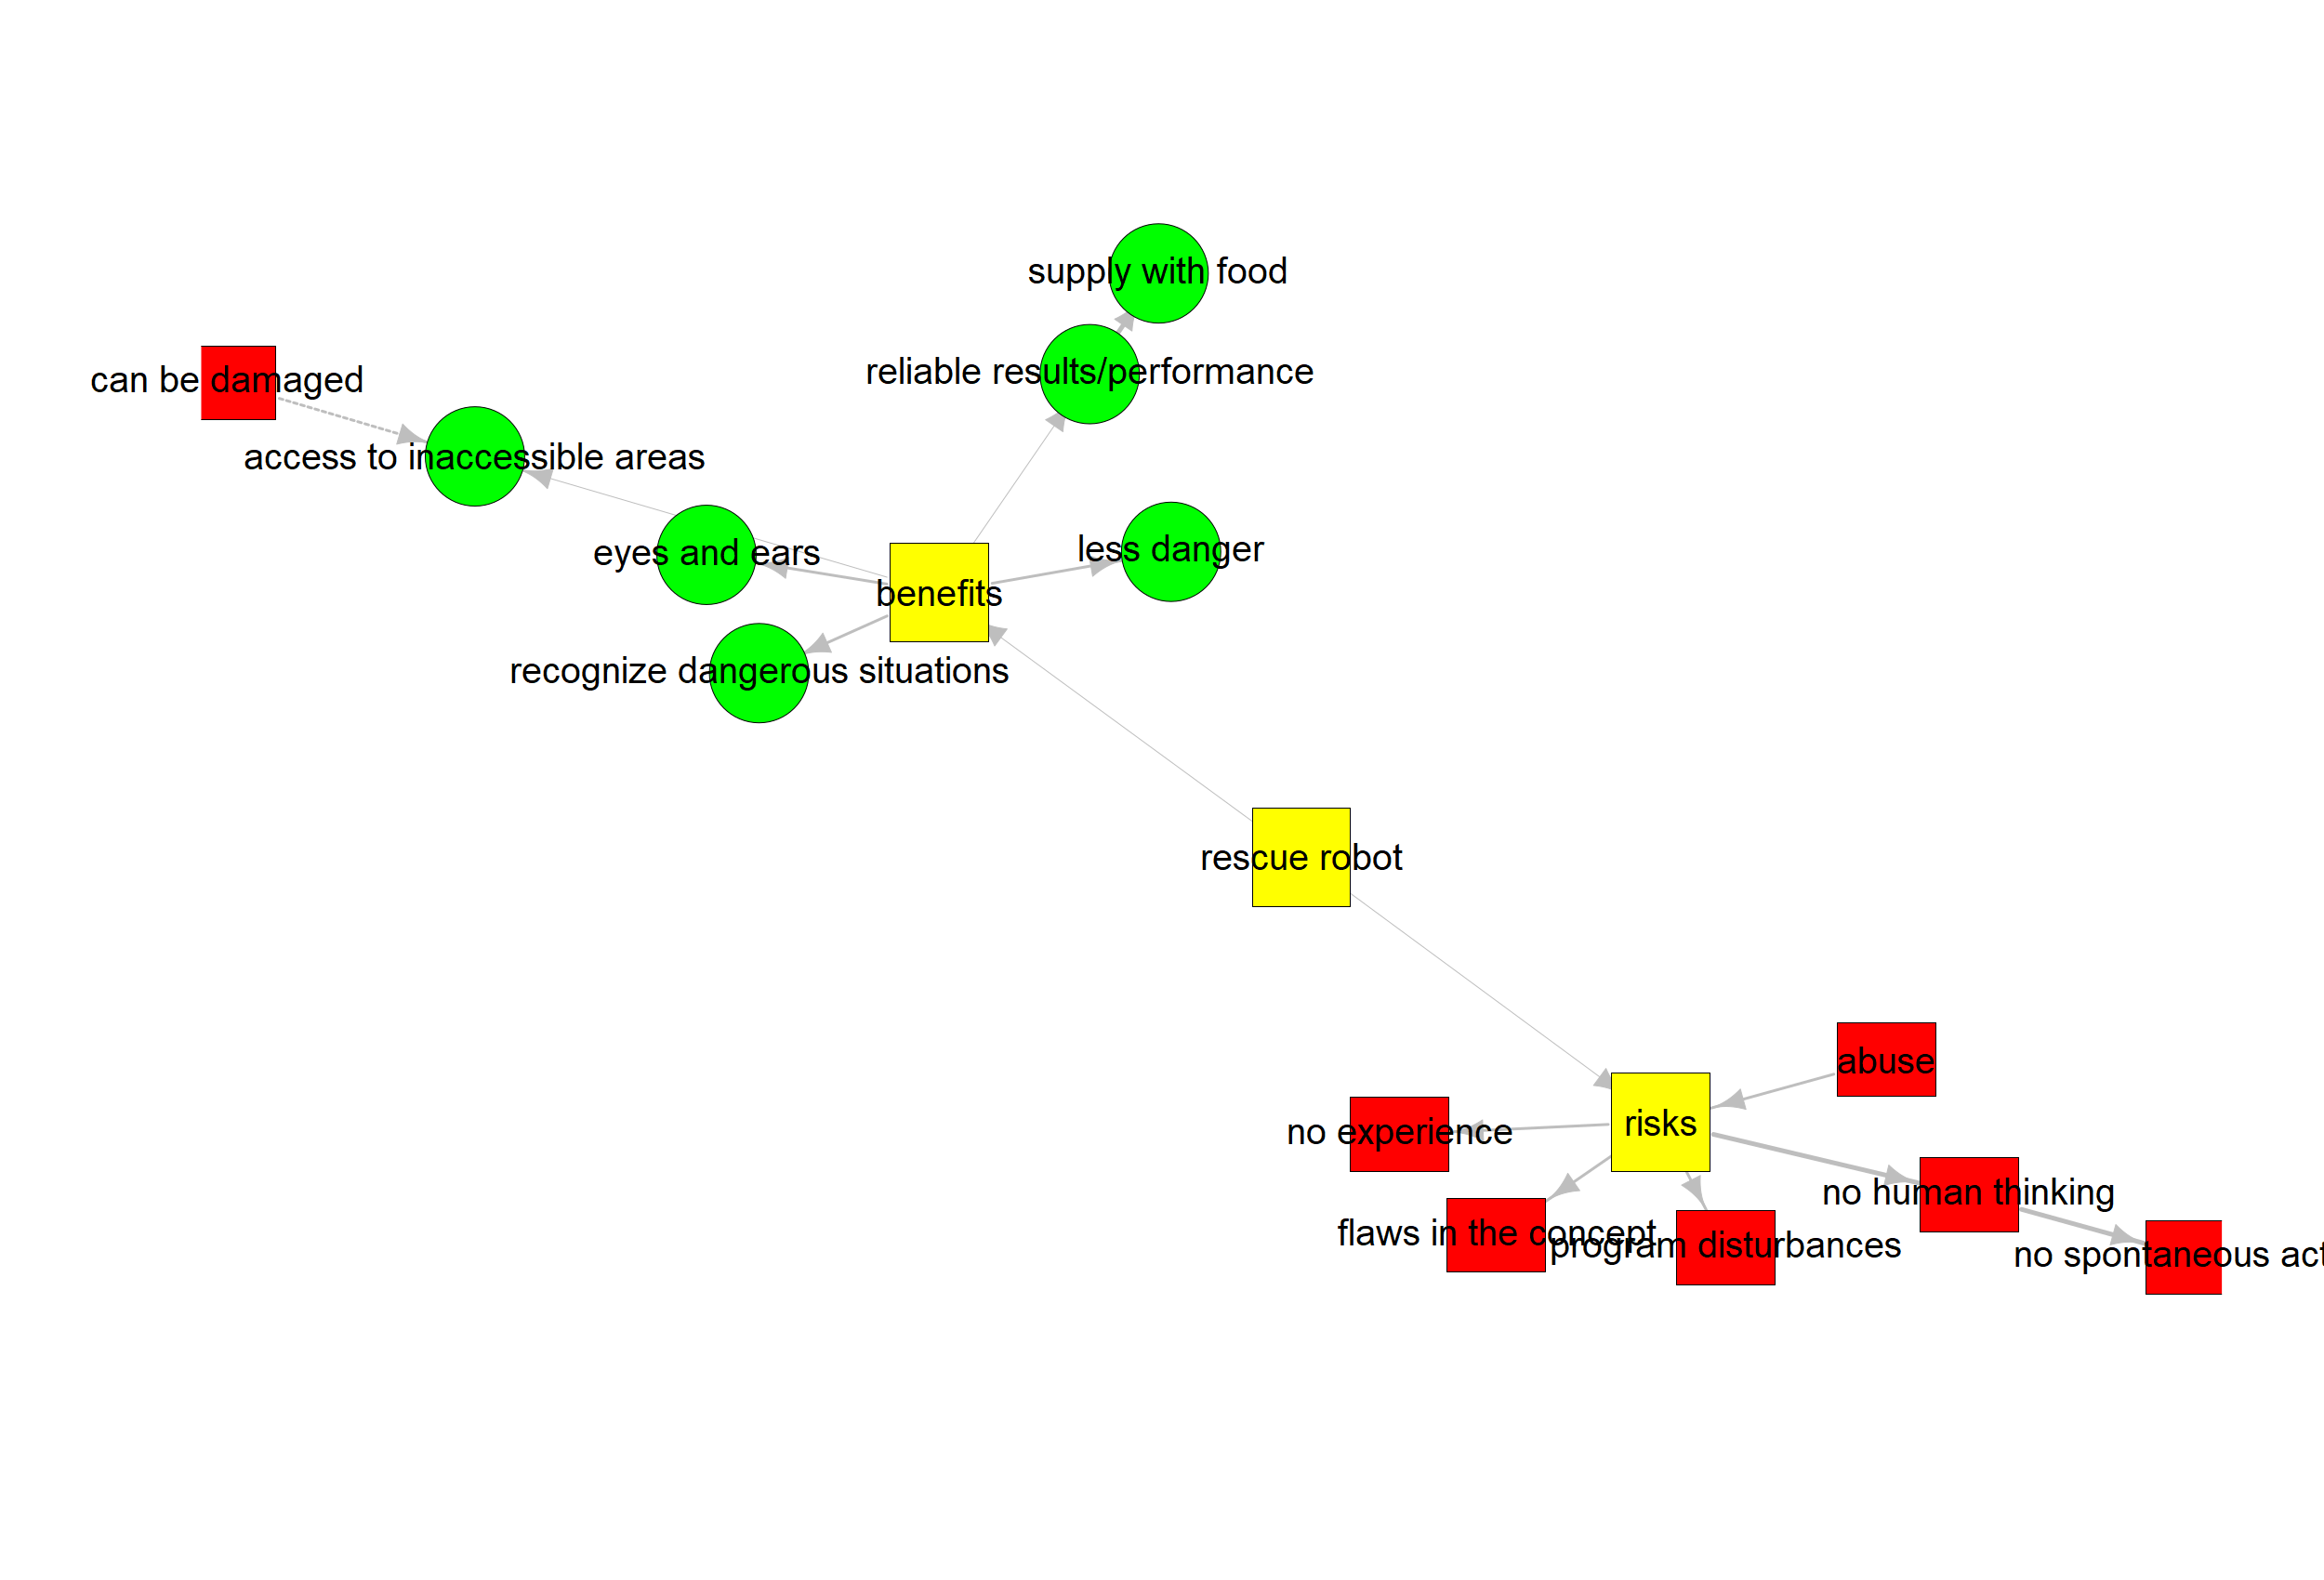 supply with food
reliable results/performance
can be damaged
access to inaccessible areas
eyes and ears
less danger
benefits
recognize dangerous situations
rescue robot
abuse
risks
no experience
no human thinking
flaws in the concept
program disturbances
no spontaneous act